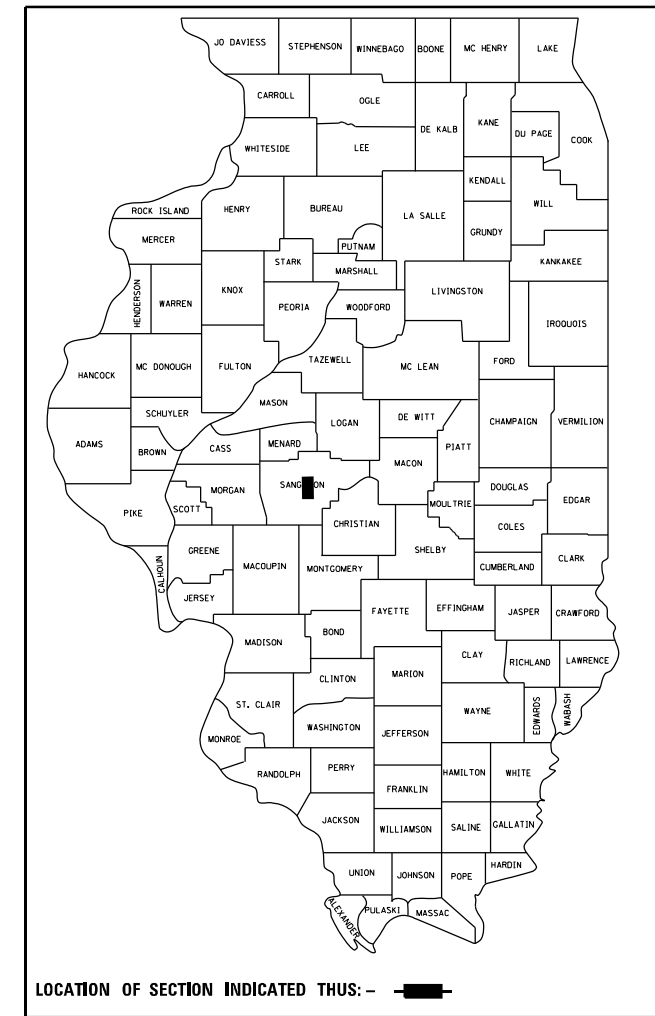 JO DAVIESS
STEPHENSON
WINNEBAGO
BOONE
MC HENRY
LAKE
CARROLL
OGLE
DE KALB
KANE
DU PAGE
COOK
WHITESIDE
LEE
KENDALL
WILL
ROCK ISLAND
HENRY
BUREAU
LA SALLE
GRUNDY
MERCER
PUTNAM
KANKAKEE
STARK
MARSHALL
HENDERSON
WARREN
KNOX
PEORIA
WOODFORD
LIVINGSTON
IROQUOIS
HANCOCK
MC DONOUGH
FULTON
TAZEWELL
MC LEAN
FORD
MASON
SCHUYLER
LOGAN
DE WITT
CHAMPAIGN
VERMILION
ADAMS
BROWN
CASS
MENARD
PIATT
MACON
MORGAN
SANG ON
DOUGLAS
EDGAR
PIKE
SCOTT
CHRISTIAN
MOULTRIE
COLES
CALHOUN
GREENE
MACOUPIN
MONTGOMERY
SHELBY
CUMBERLAND
CLARK
JERSEY
FAYETTE
EFFINGHAM
JASPER
CRAWFORD
MADISON
BOND
CLAY
RICHLAND
LAWRENCE
CLINTON
MARION
ST. CLAIR
WAYNE
EDWARDS
WABASH
MONROE
WASHINGTON
JEFFERSON
RANDOLPH
PERRY
HAMILTON
WHITE
FRANKLIN
JACKSON
WILLIAMSON
SALINE
GALLATIN
UNION
JOHNSON
POPE
HARDIN
ALEXANDER
PULASKI
MASSAC
LOCATION OF SECTION INDICATED THUS: –